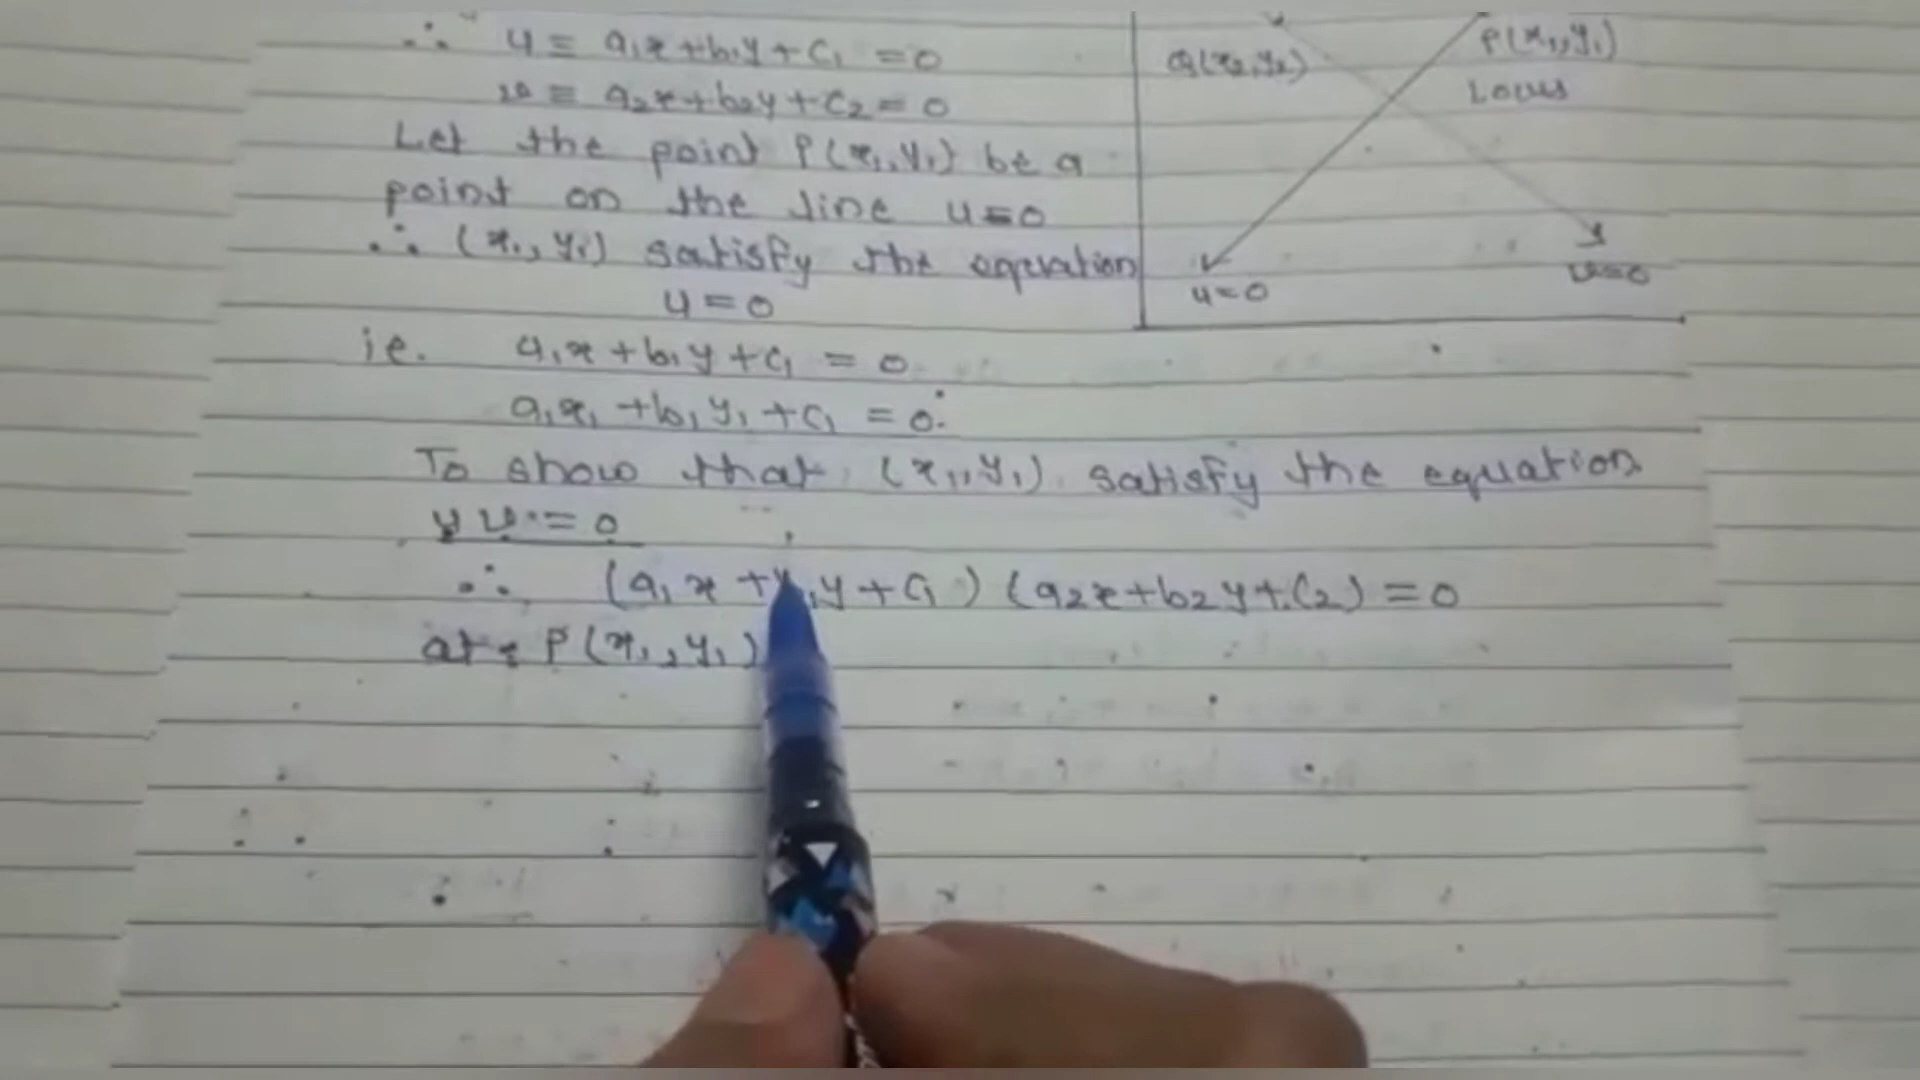 ∴ u ≡ a₁x+b₁y+c₁ = 0
v ≡ a₂x+b₂y+c₂ = 0
Let the point P(x₁,y₁) be a
point on the line u=0
∴ (x₁, y₁) satisfy the equation
u = 0
ie. a₁x+b₁y+c₁ = 0
a₁x₁+b₁y₁+c₁ = 0.
To show that (x₁,y₁) satisfy the equation
uv = 0
∴ (a₁x + ₁y+c₁) (a₂x+b₂y+c₂) = 0
at P(x₁,y₁)
Q(x₂,y₂)
P(x₁,y₁)
Locus
u=0
v=0